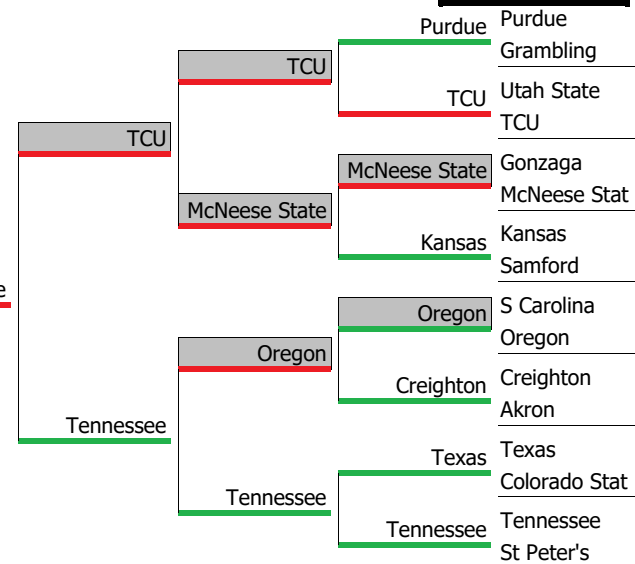 Purdue
Purdue
Grambling
TCU
TCU
Utah State
TCU
TCU
McNeese State
Gonzaga
McNeese Stat
McNeese State
Kansas
Kansas
Samford
e
Oregon
S Carolina
Oregon
Oregon
Creighton
Creighton
Akron
Tennessee
Texas
Texas
Colorado Stat
Tennessee
Tennessee
Tennessee
St Peter's